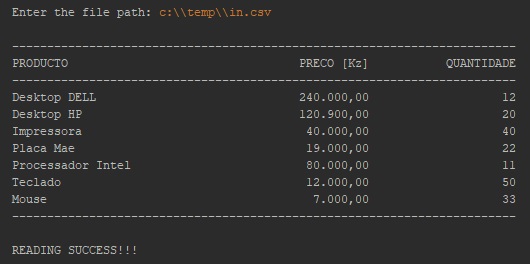 Enter the file path: c:\\temp\\in.csv
------------------------------------------------------------------------
PRODUCTO PRECO [Kz] QUANTIDADE
------------------------------------------------------------------------
Desktop DELL 240.000,00 12
Desktop HP 120.900,00 20
Impressora 40.000,00 40
Placa Mae 19.000,00 22
Processador Intel 80.000,00 11
Teclado 12.000,00 50
Mouse 7.000,00 33
------------------------------------------------------------------------
READING SUCCESS!!!